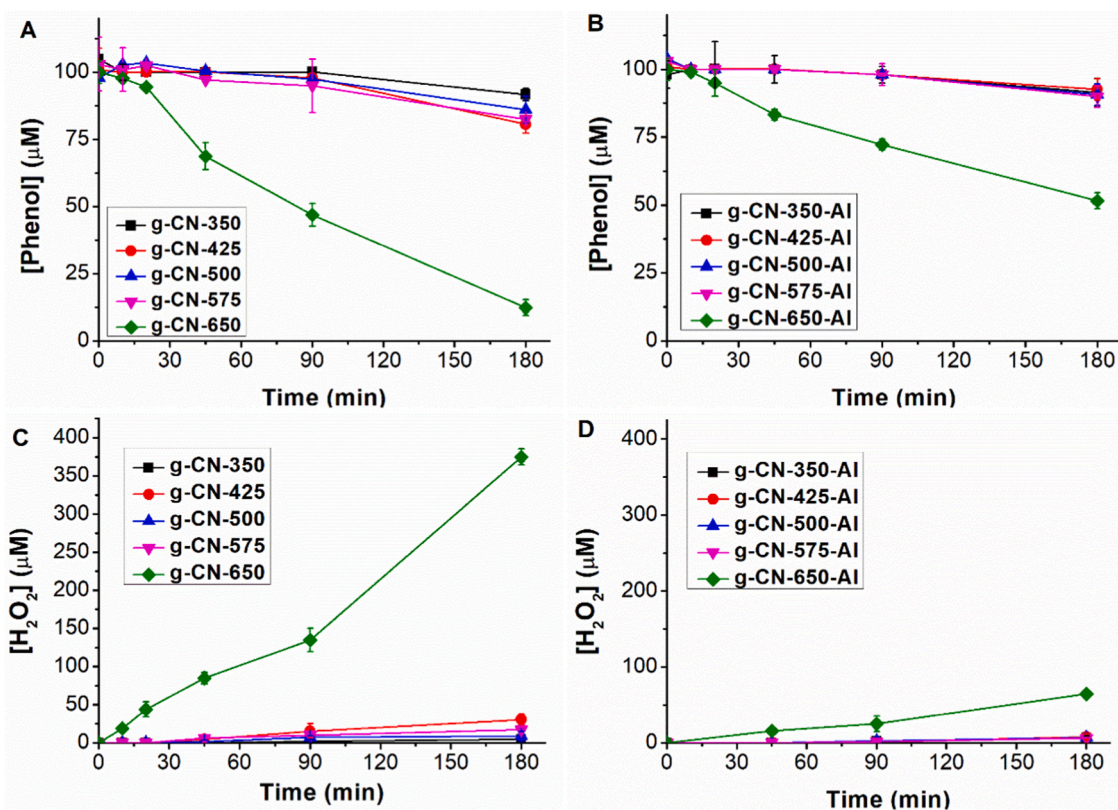 A
[Phenol] (μM)
100
75
50
25
0
g-CN-350
g-CN-425
g-CN-500
g-CN-575
g-CN-650
0 30 60 90 120 150 180
Time (min)
B
[Phenol] (μM)
100
75
50
25
0
g-CN-350-Al
g-CN-425-Al
g-CN-500-Al
g-CN-575-Al
g-CN-650-Al
0 30 60 90 120 150 180
Time (min)
C
[H₂O₂] (μM)
400
350
300
250
200
150
100
50
0
g-CN-350
g-CN-425
g-CN-500
g-CN-575
g-CN-650
0 30 60 90 120 150 180
Time (min)
D
[H₂O₂] (μM)
400
300
200
100
0
g-CN-350-Al
g-CN-425-Al
g-CN-500-Al
g-CN-575-Al
g-CN-650-Al
0 30 60 90 120 150 180
Time (min)